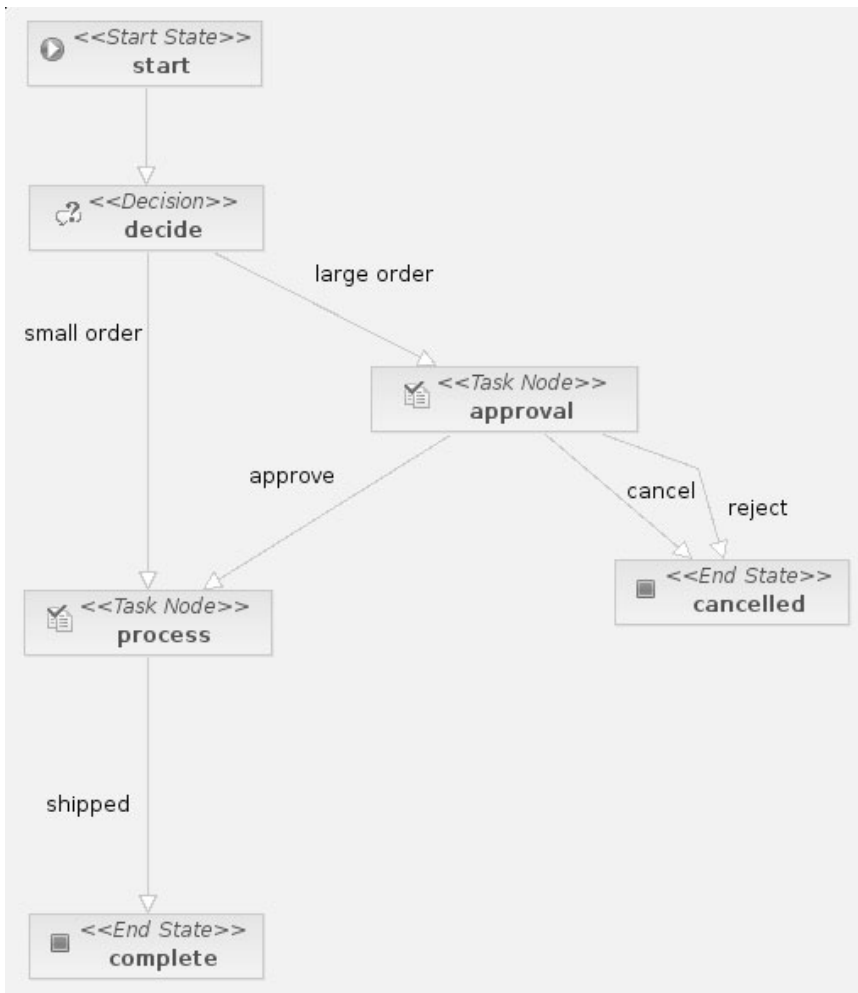 <<Start State>>
start
<<Decision>>
decide
large order
small order
<<Task Node>>
approval
approve
cancel
reject
<<End State>>
cancelled
<<Task Node>>
process
shipped
<<End State>>
complete